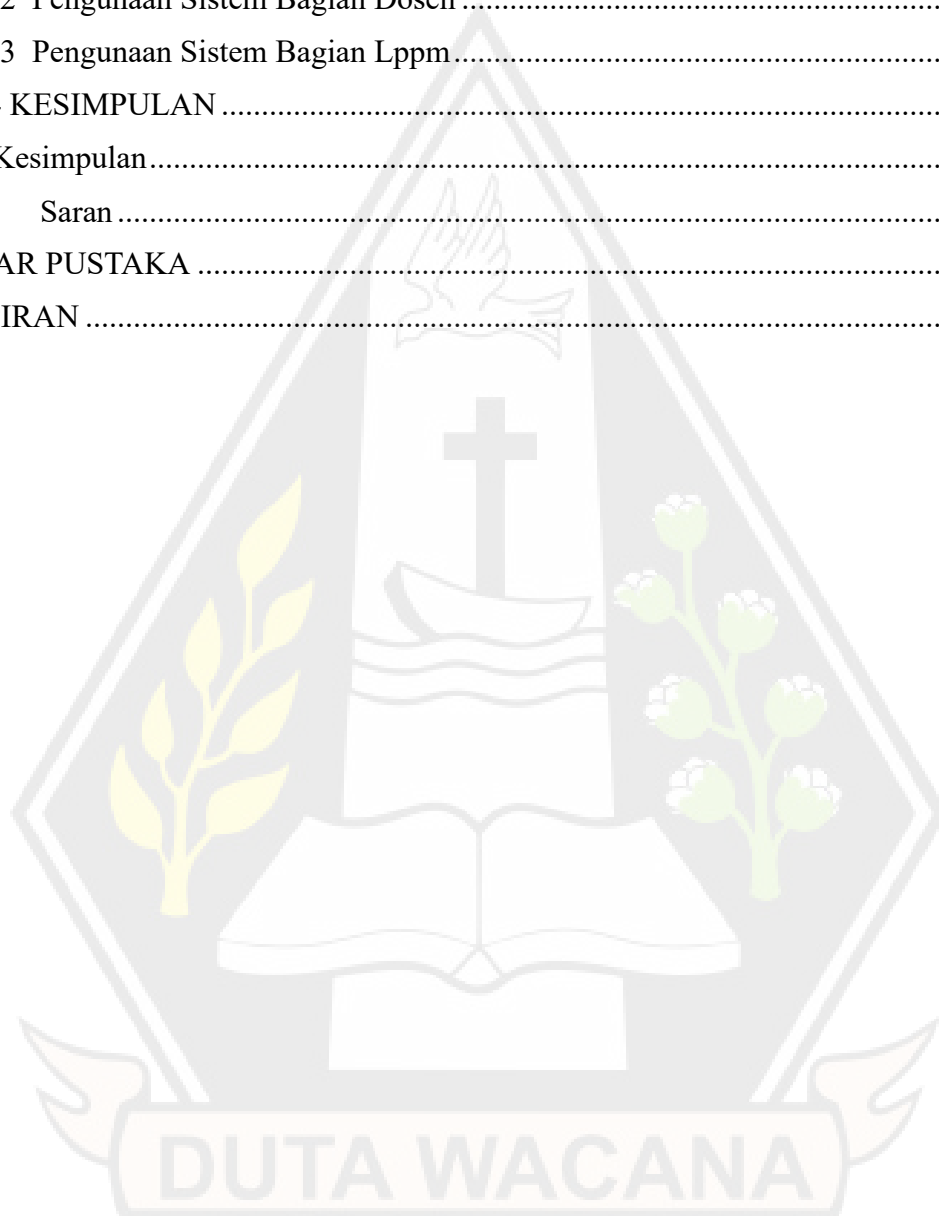 2 Pengunaan Sistem Bagian Dosen ........................................................
3 Pengunaan Sistem Bagian Lppm ........................................................
KESIMPULAN ........................................................................
Kesimpulan ..........................................................................
Saran ................................................................................
AR PUSTAKA ........................................................................
IRAN ................................................................................
DUTA WACANA